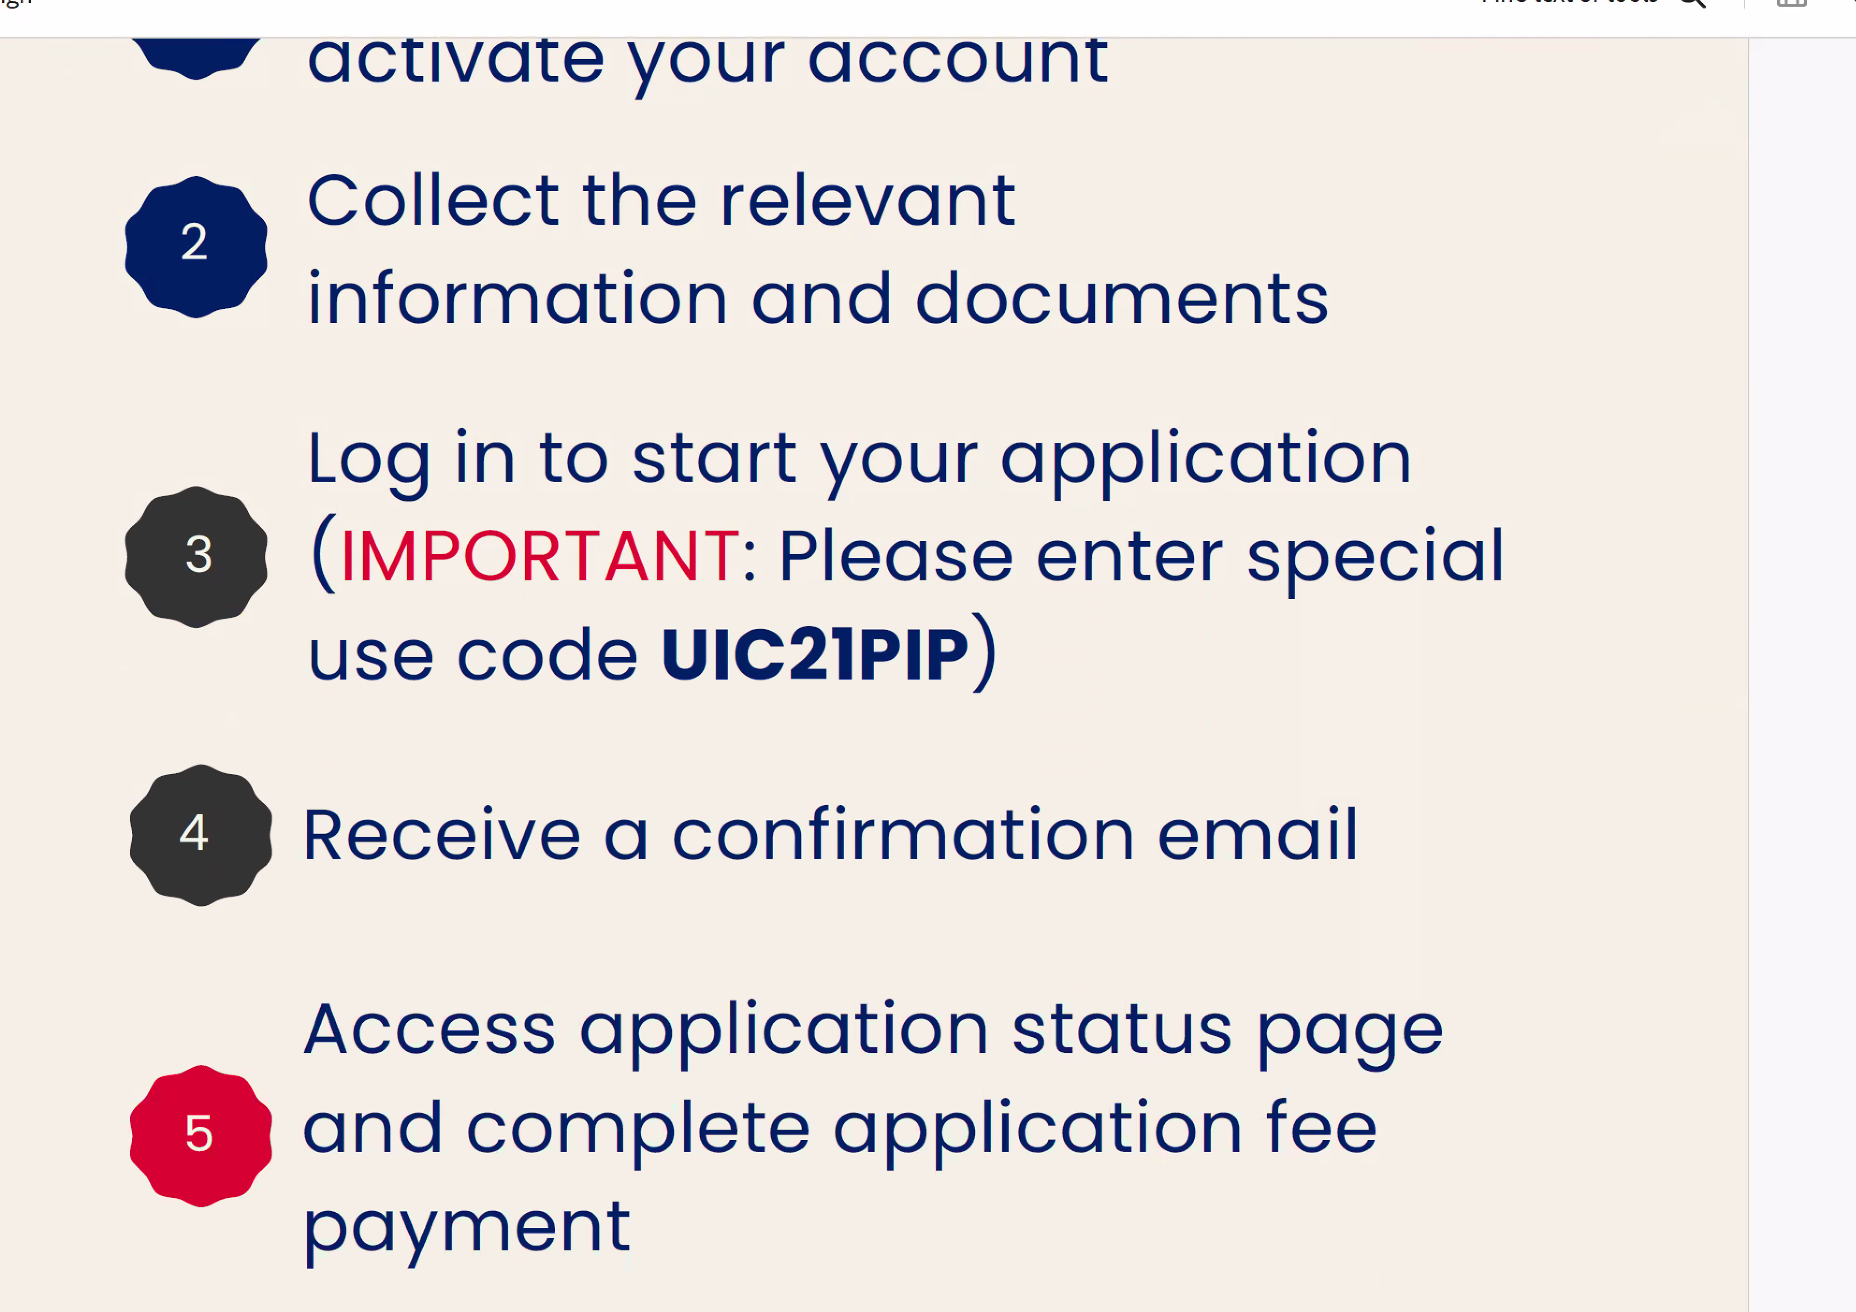 activate your account
2
Collect the relevant
information and documents
3
Log in to start your application
(IMPORTANT: Please enter special
use code UIC21PIP)
4
Receive a confirmation email
5
Access application status page
and complete application fee
payment